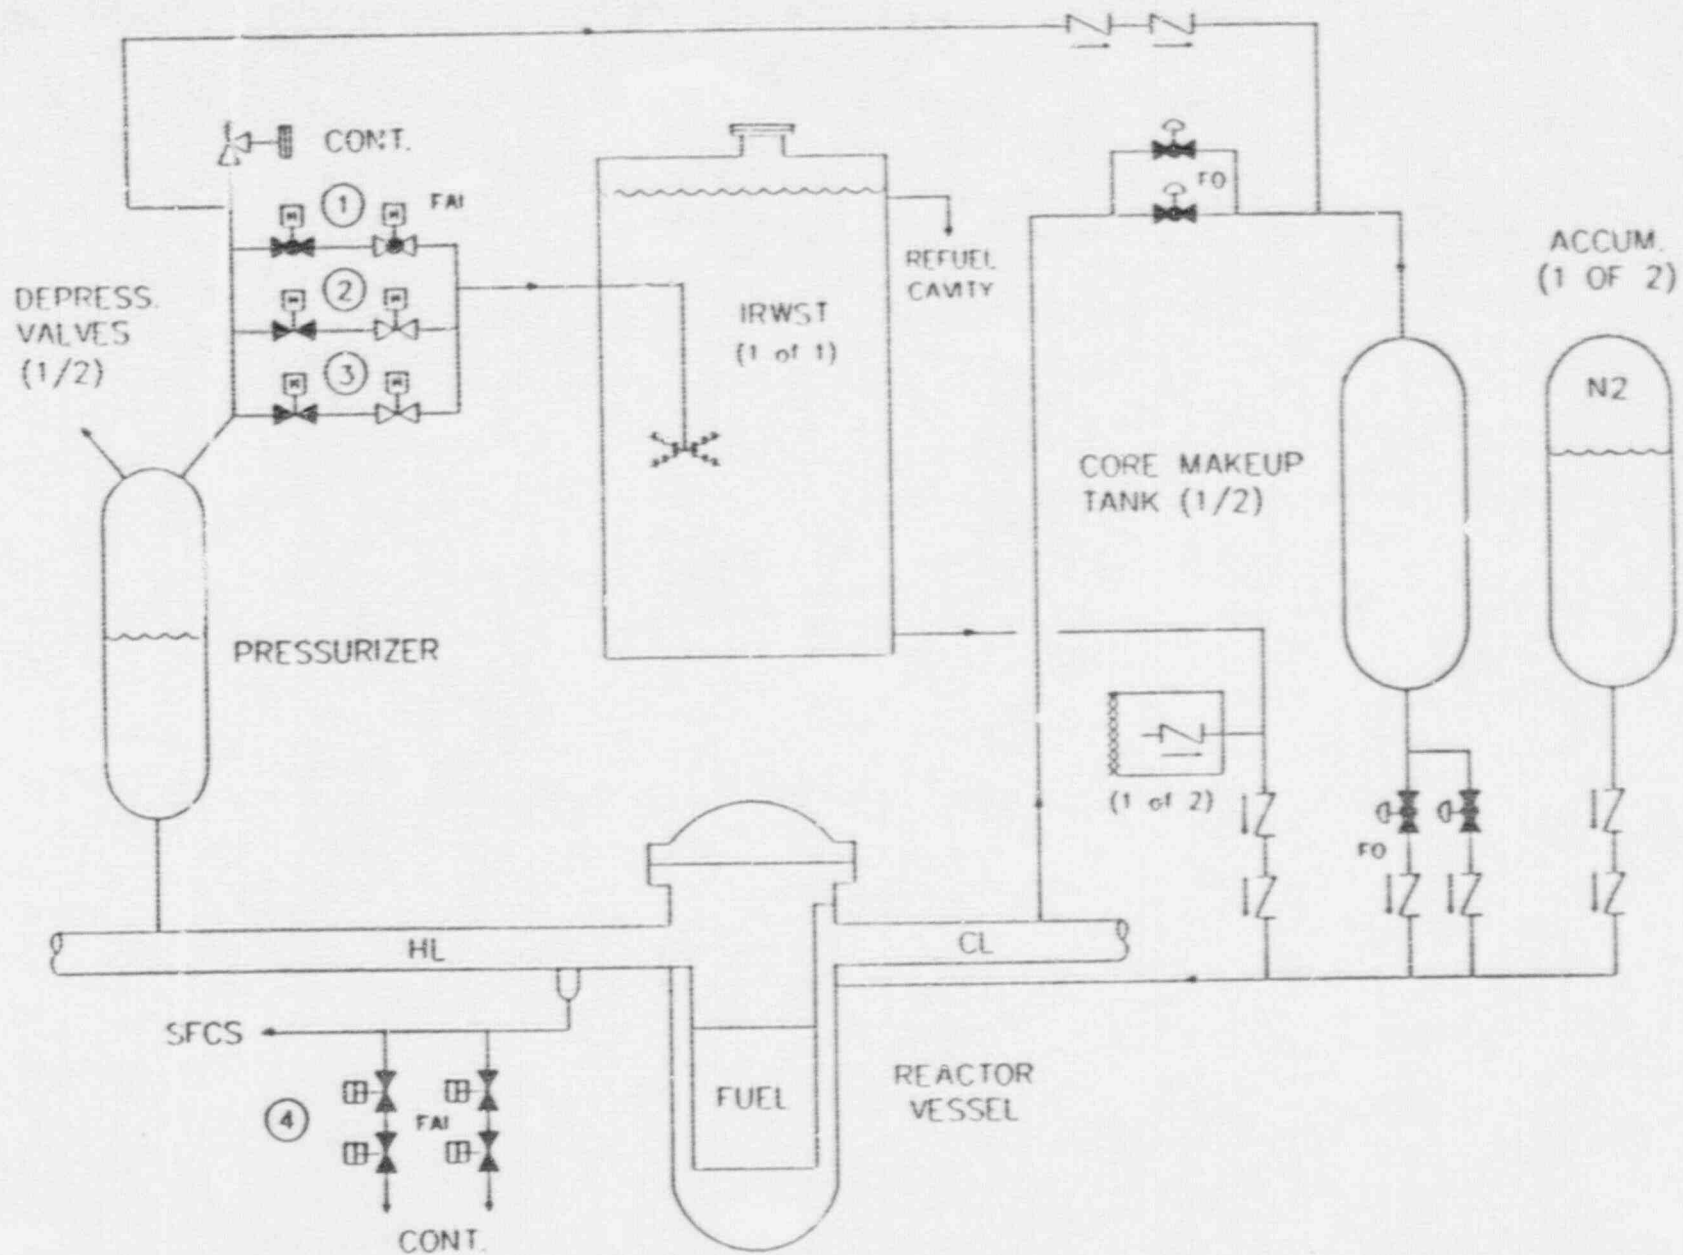 CONT.
1
FAI
2
3
DEPRESS.
VALVES
(1/2)
REFUEL
CAVITY
IRWST
(1 of 1)
FO
ACCUM.
(1 OF 2)
N2
CORE MAKEUP
TANK (1/2)
PRESSURIZER
(1 of 2)
FO
HL
CL
SFCS
4
FAI
CONT.
FUEL
REACTOR
VESSEL